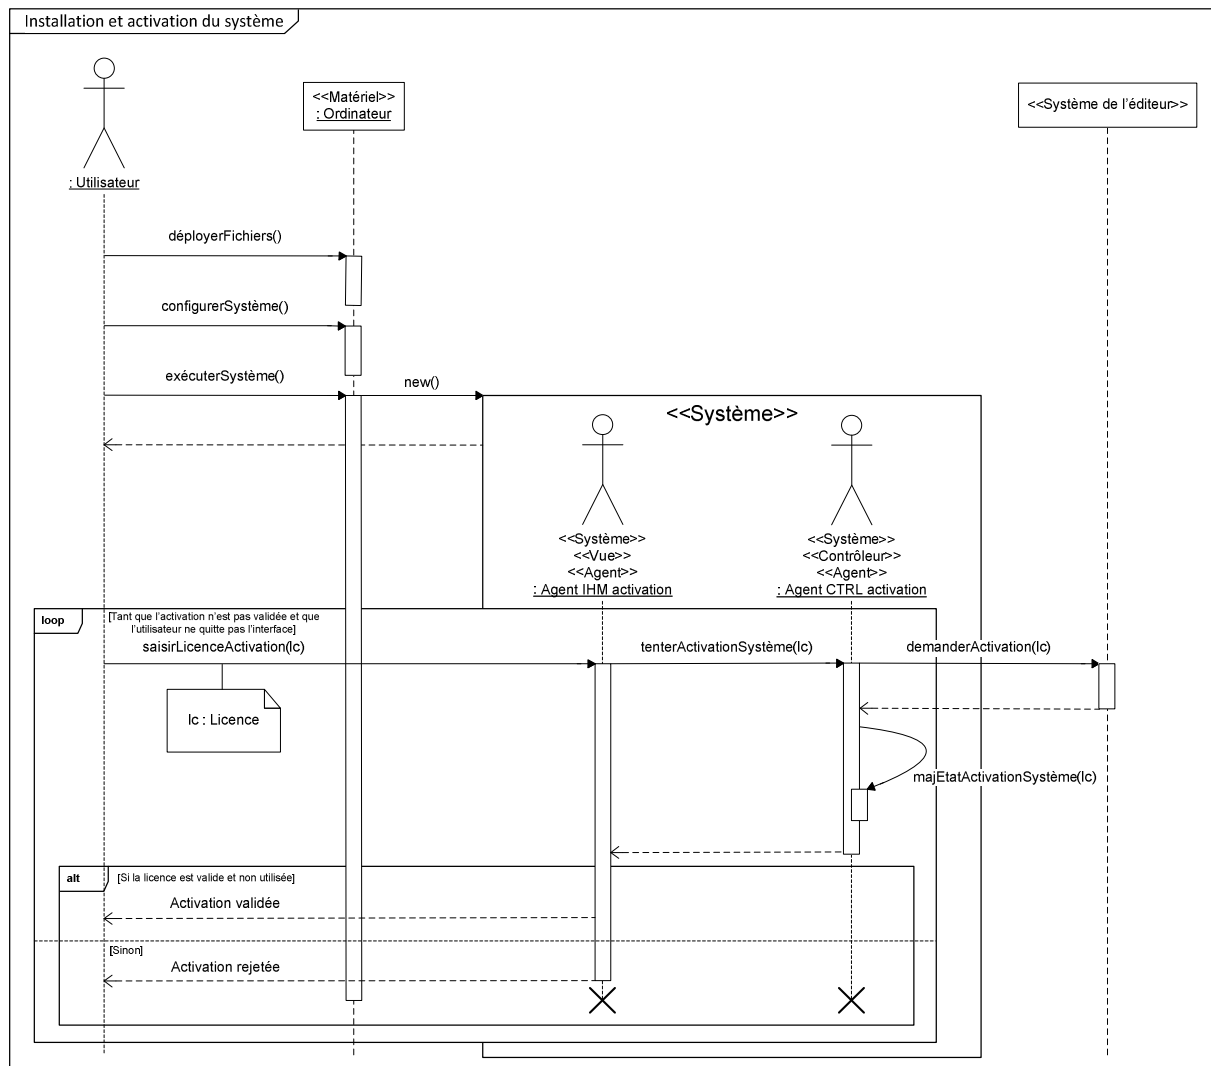 Installation et activation du système
<<Matériel>>
: Ordinateur
<<Système de l'éditeur>>
: Utilisateur
déployerFichiers()
configurerSystème()
exécuterSystème()
new()
<<Système>>
<<Système>>
<<Vue>>
<<Agent>>
: Agent IHM activation
<<Système>>
<<Contrôleur>>
<<Agent>>
: Agent CTRL activation
loop
[Tant que l'activation n'est pas validée et que
l'utilisateur ne quitte pas l'interface]
saisirLicenceActivation(lc)
tenterActivationSystème(lc)
demanderActivation(lc)
lc : Licence
majEtatActivationSystème(lc)
alt
[Si la licence est valide et non utilisée]
Activation validée
[Sinon]
Activation rejetée